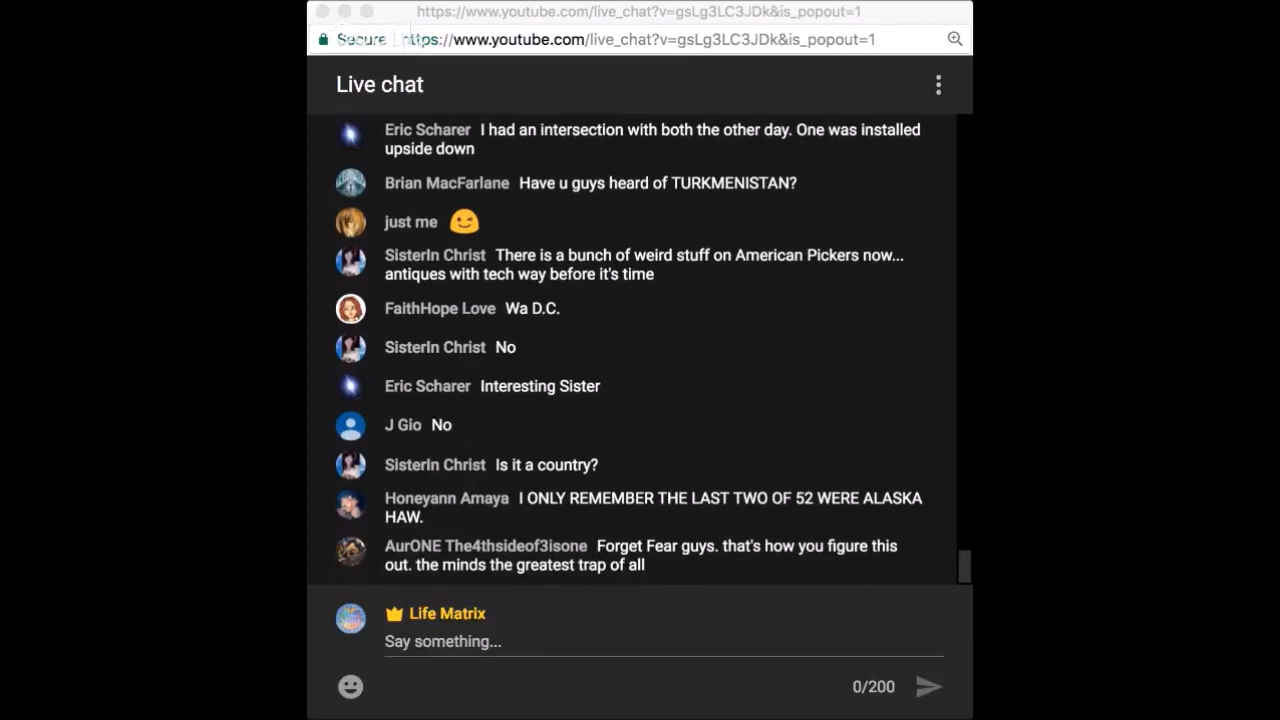 https://www.youtube.com/live_chat?v=gsLg3LC3JDk&is_popout=1
Secure https://www.youtube.com/live_chat?v=gsLg3LC3JDk&is_popout=1
Live chat
Eric Scharer I had an intersection with both the other day. One was installed
upside down
Brian MacFarlane Have u guys heard of TURKMENISTAN?
just me
SisterIn Christ There is a bunch of weird stuff on American Pickers now...
antiques with tech way before it's time
FaithHope Love Wa D.C.
SisterIn Christ No
Eric Scharer Interesting Sister
J Gio No
SisterIn Christ Is it a country?
Honeyann Amaya I ONLY REMEMBER THE LAST TWO OF 52 WERE ALASKA
HAW.
AurONE The4thsideof3isone Forget Fear guys. that's how you figure this
out. the minds the greatest trap of all
Life Matrix
Say something...
0/200